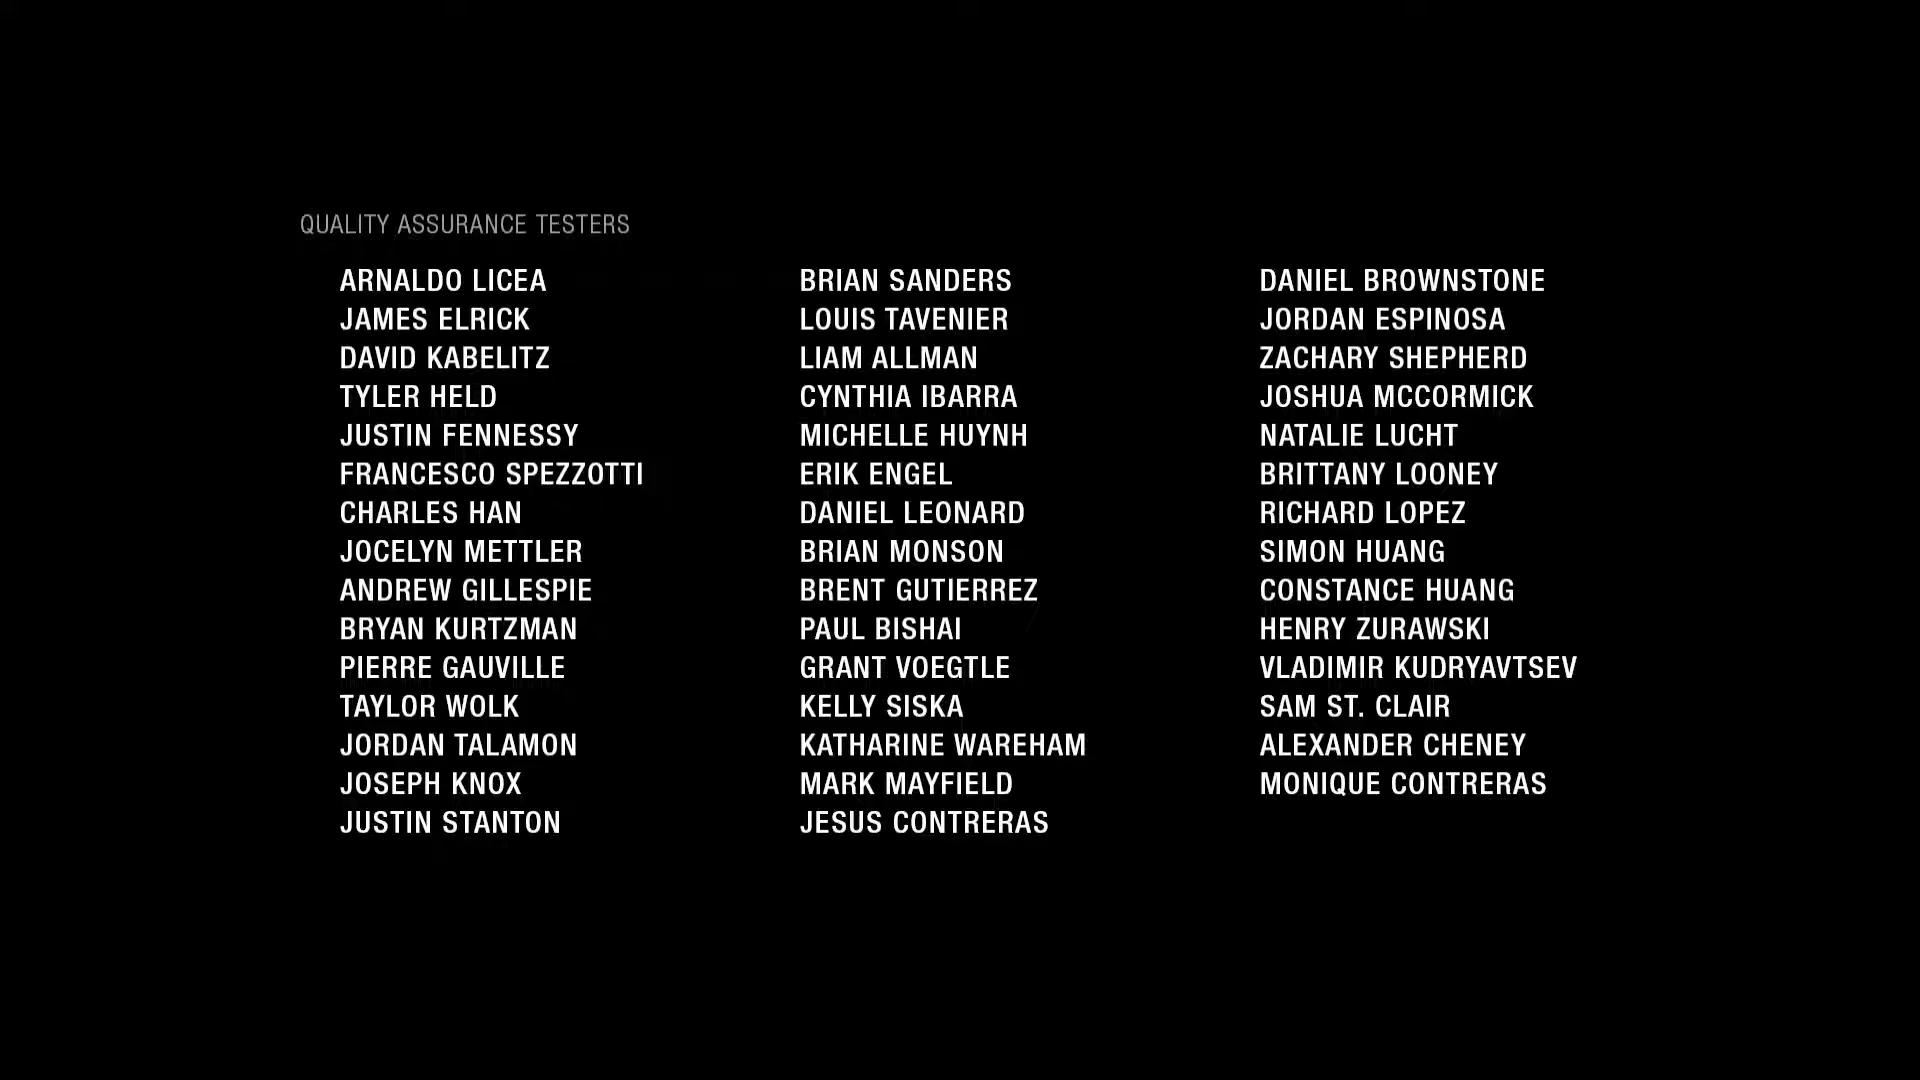 QUALITY ASSURANCE TESTERS
ARNALDO LICEA
JAMES ELRICK
DAVID KABELITZ
TYLER HELD
JUSTIN FENNESSY
FRANCESCO SPEZZOTTI
CHARLES HAN
JOCELYN METTLER
ANDREW GILLESPIE
BRYAN KURTZMAN
PIERRE GAUVILLE
TAYLOR WOLK
JORDAN TALAMON
JOSEPH KNOX
JUSTIN STANTON
BRIAN SANDERS
LOUIS TAVENIER
LIAM ALLMAN
CYNTHIA IBARRA
MICHELLE HUYNH
ERIK ENGEL
DANIEL LEONARD
BRIAN MONSON
BRENT GUTIERREZ
PAUL BISHAI
GRANT VOEGTLE
KELLY SISKA
KATHARINE WAREHAM
MARK MAYFIELD
JESUS CONTRERAS
DANIEL BROWNSTONE
JORDAN ESPINOSA
ZACHARY SHEPHERD
JOSHUA MCCORMICK
NATALIE LUCHT
BRITTANY LOONEY
RICHARD LOPEZ
SIMON HUANG
CONSTANCE HUANG
HENRY ZURAWSKI
VLADIMIR KUDRYAVTSEV
SAM ST. CLAIR
ALEXANDER CHENEY
MONIQUE CONTRERAS